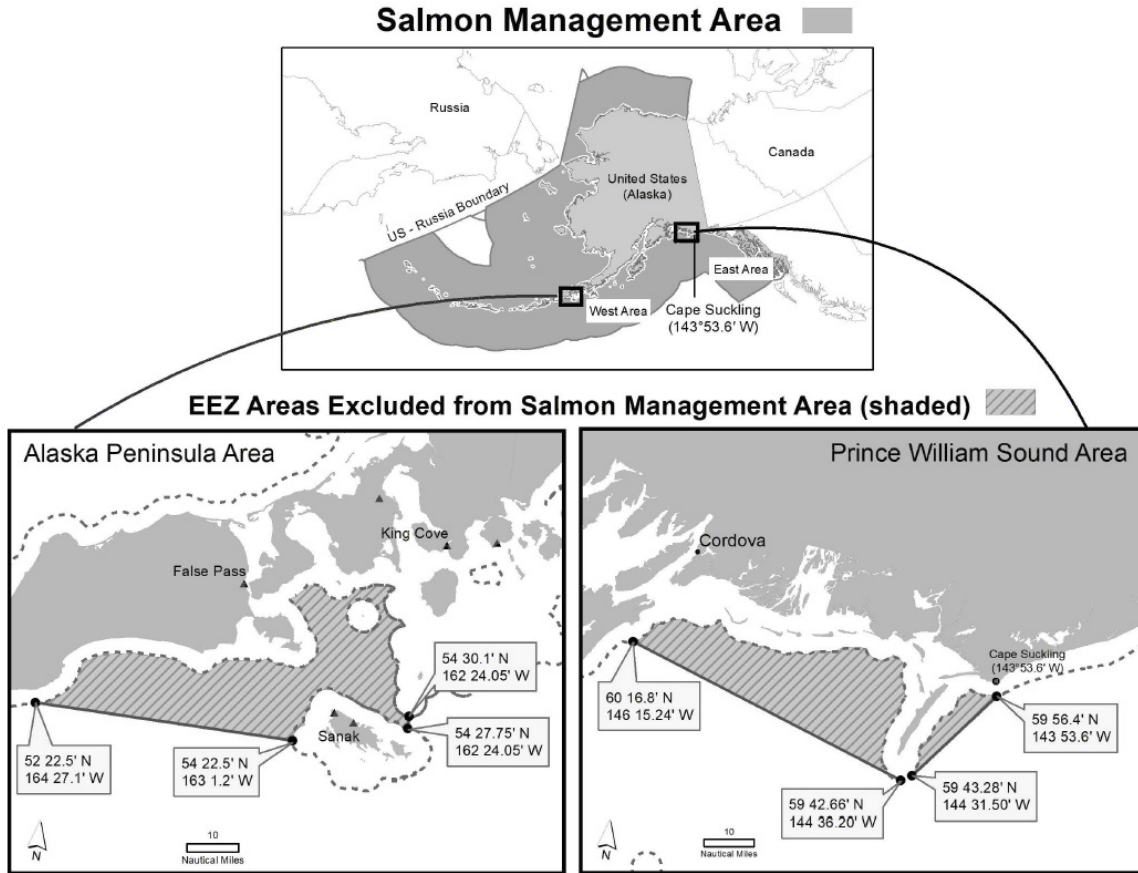 Salmon Management Area
Russia
Canada
United States
(Alaska)
US - Russia Boundary
East Area
West Area
Cape Suckling
(143°53.6' W)
EEZ Areas Excluded from Salmon Management Area (shaded)
Alaska Peninsula Area
King Cove
False Pass
Sanak
54 30.1' N
162 24.05' W
54 27.75' N
162 24.05' W
52 22.5' N
164 27.1' W
54 22.5' N
163 1.2' W
N
10
Nautical Miles
Prince William Sound Area
Cordova
Cape Suckling
(143°53.6' W)
60 16.8' N
146 15.24' W
59 56.4' N
143 53.6' W
59 43.28' N
144 31.50' W
59 42.66' N
144 36.20' W
N
10
Nautical Miles